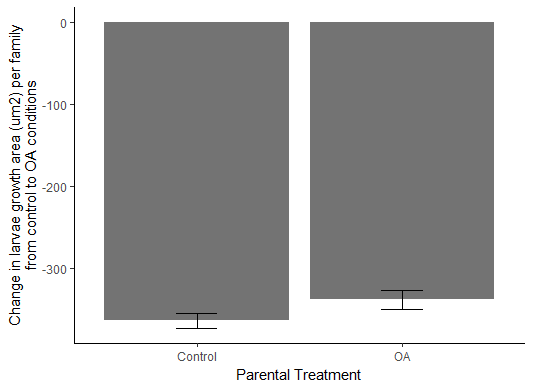 Change in larvae growth area (um2) per family
from control to OA conditions
0
-100
-200
-300
Control OA
Parental Treatment